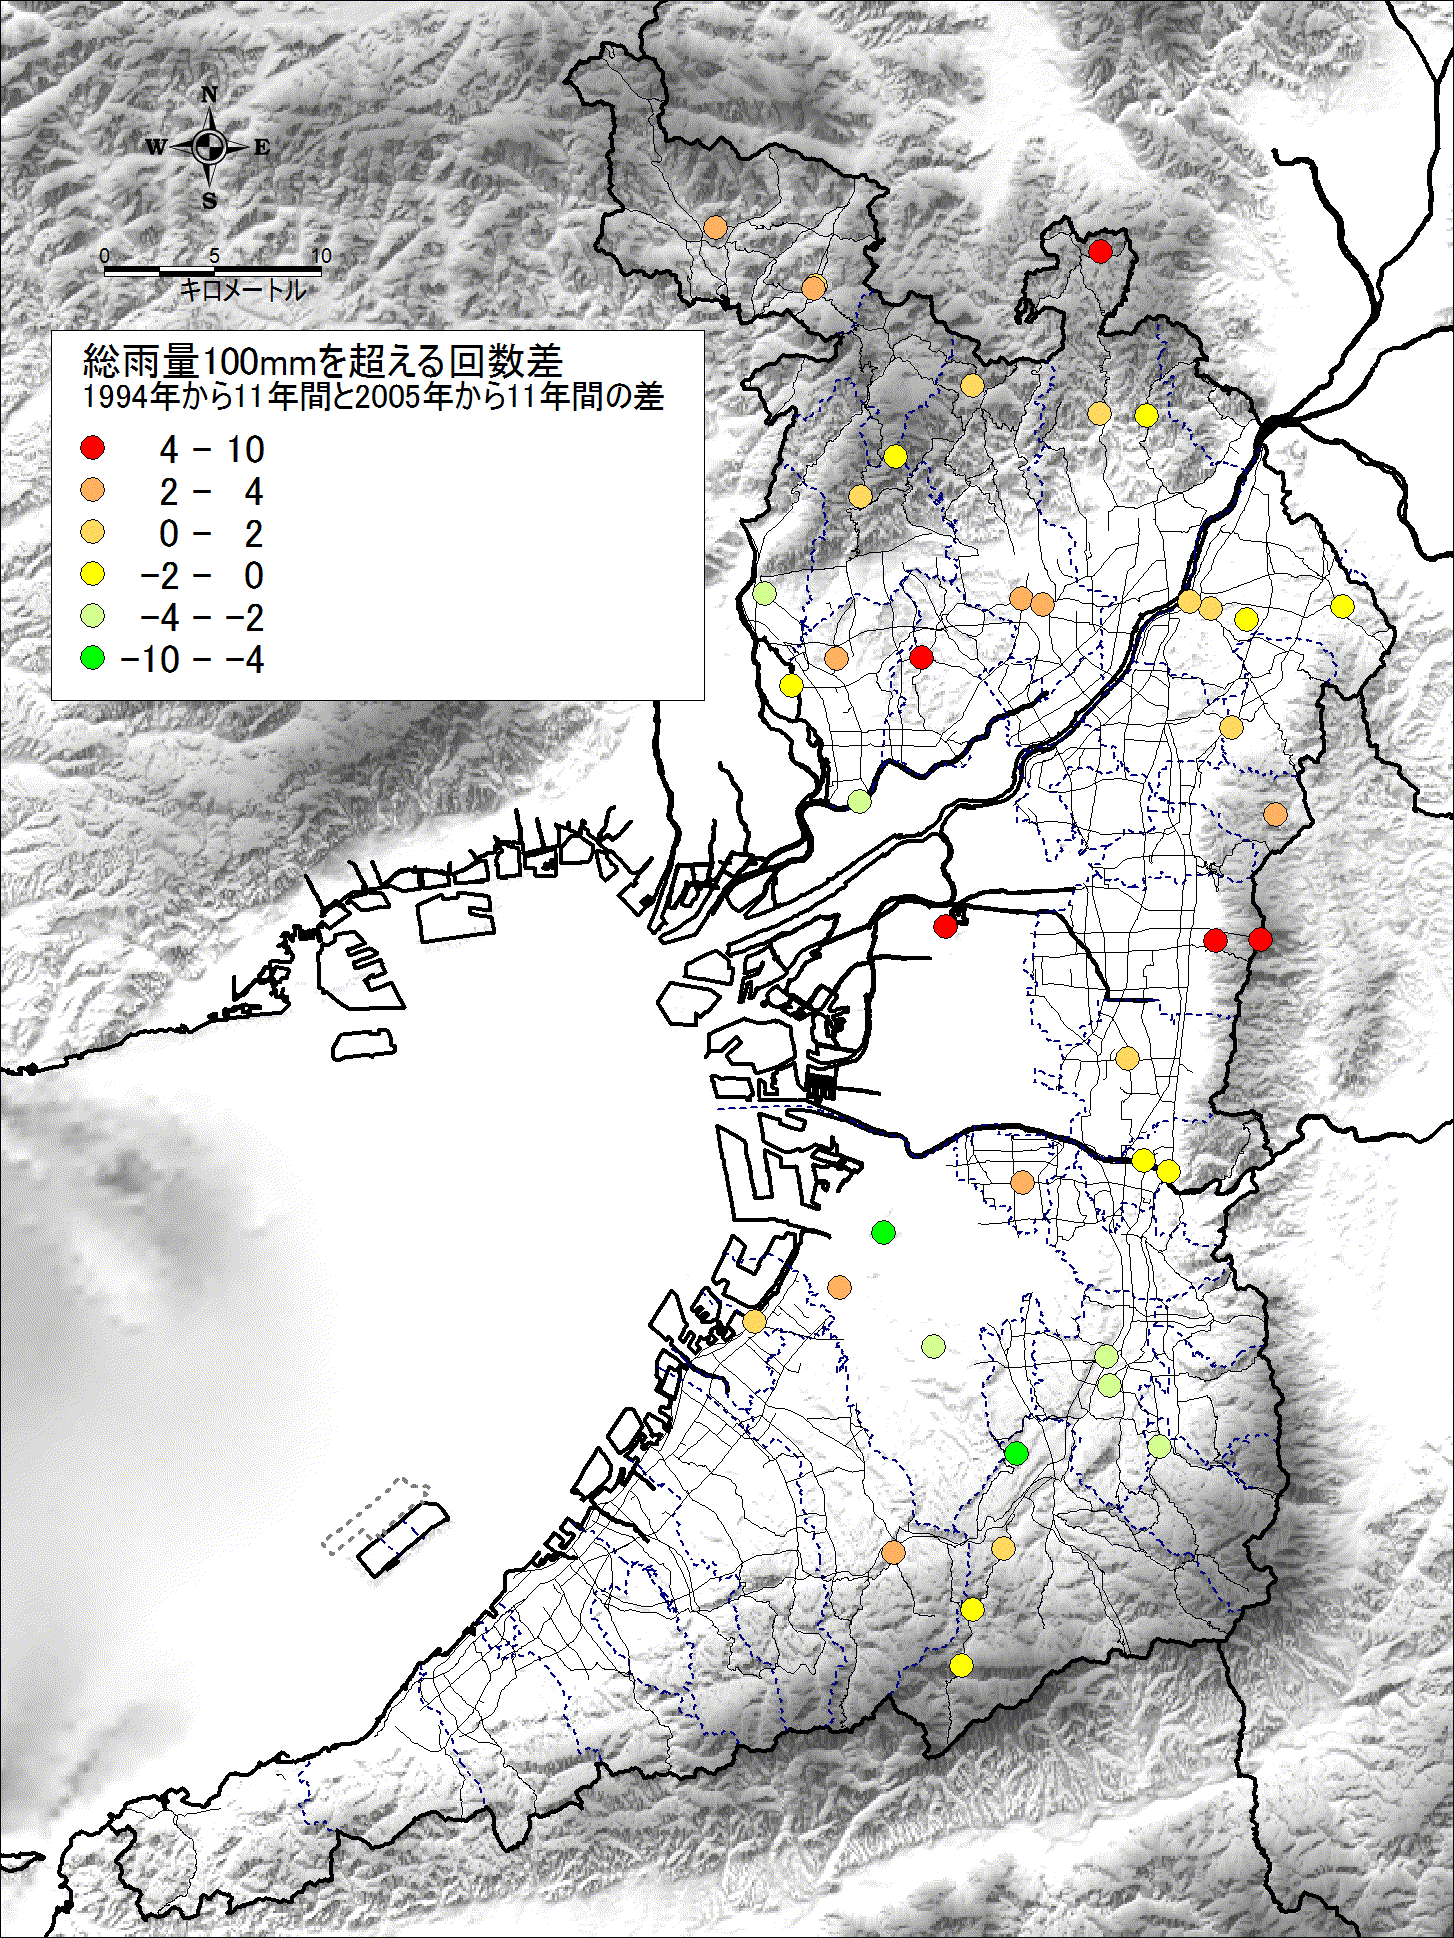 N
W E
S
0 5 10
キロメートル
総雨量100mmを超える回数差
1994年から11年間と2005年から11年間の差
4 - 10
2 - 4
0 - 2
-2 - 0
-4 - -2
-10 - -4